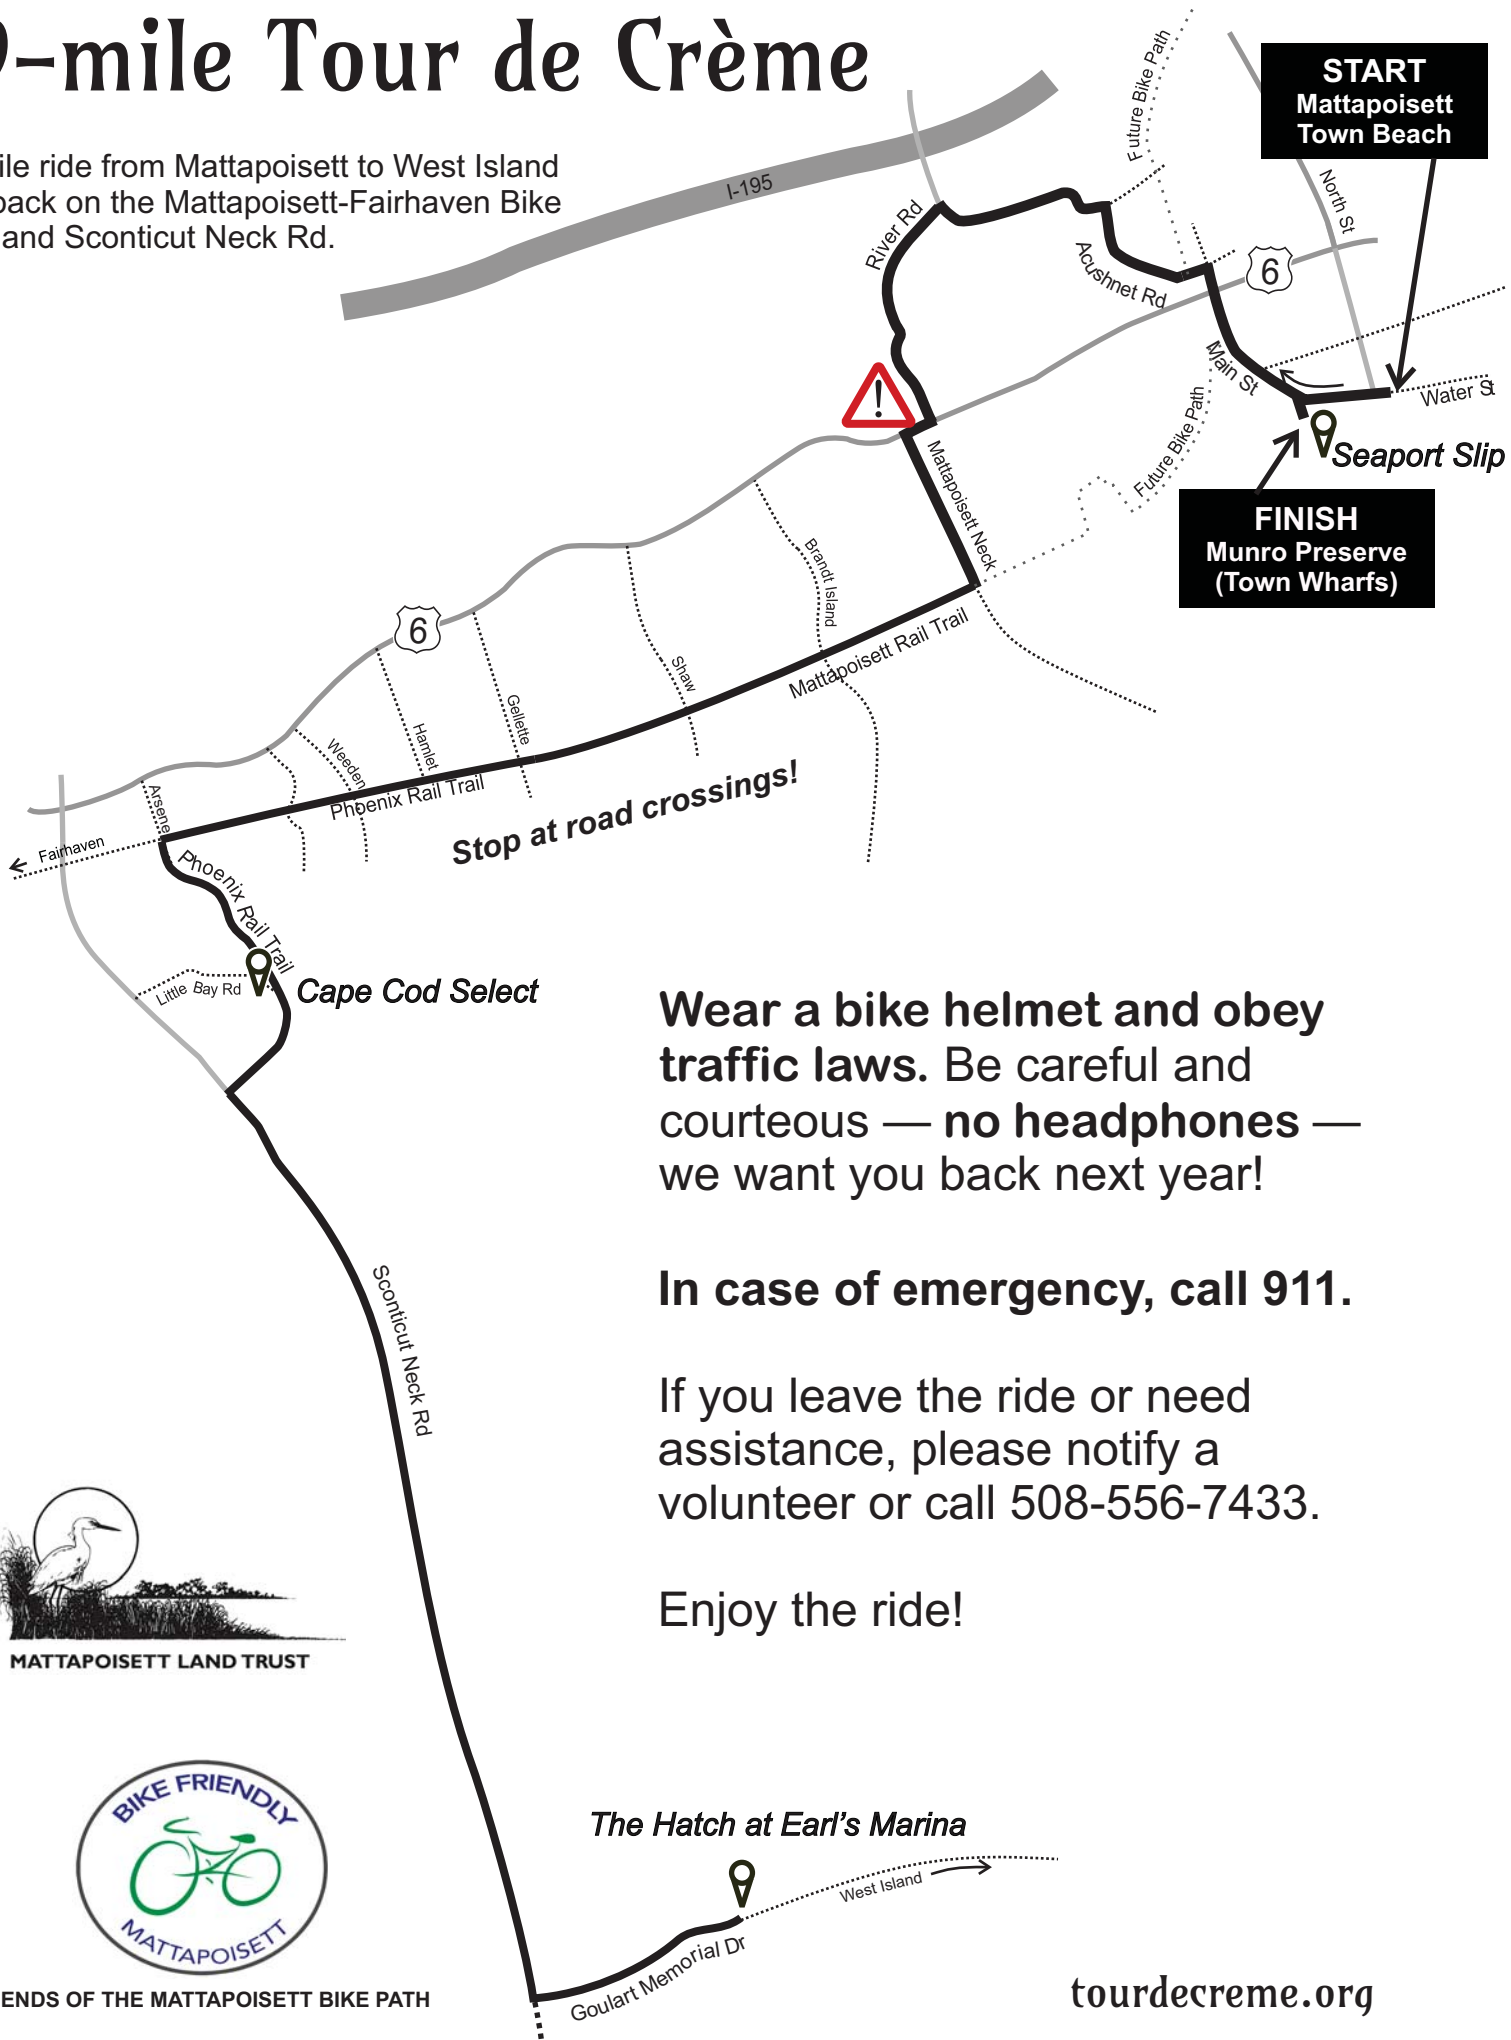 -mile Tour de Crème
ile ride from Mattapoisett to West Island
back on the Mattapoisett-Fairhaven Bike
and Sconticut Neck Rd.
I-195
Future Bike Path
START
Mattapoisett
Town Beach
North St
River Rd
Acushnet Rd
6
Main St
Water St
Seaport Slip
Future Bike Path
FINISH
Munro Preserve
(Town Wharfs)
!
Mattapoisett Neck
Brandt Island
Mattapoisett Rail Trail
6
Shaw
Gellette
Hamlet
Weeden
Phoenix Rail Trail
Stop at road crossings!
Arsene
Fairhaven
Phoenix Rail Trail
Little Bay Rd
Cape Cod Select
Wear a bike helmet and obey
traffic laws. Be careful and
courteous — no headphones —
we want you back next year!
In case of emergency, call 911.
Sconticut Neck Rd
If you leave the ride or need
assistance, please notify a
volunteer or call 508-556-7433.
Enjoy the ride!
MATTAPOISETT LAND TRUST
BIKE FRIENDLY
MATTAPOISETT
ENDS OF THE MATTAPOISETT BIKE PATH
The Hatch at Earl's Marina
West Island
Goulart Memorial Dr
tourdecreme.org